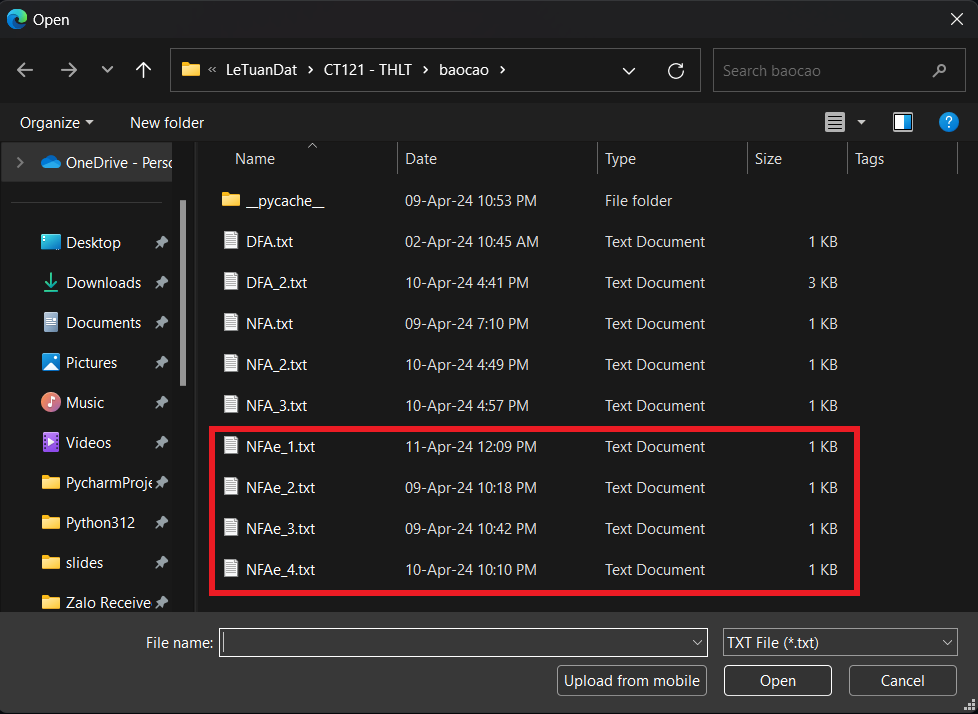 Open
« LeTuanDat > CT121 - THLT > baocao >
Search baocao
Organize
New folder
OneDrive - Persc
Name Date Type Size Tags
__pycache__ 09-Apr-24 10:53 PM File folder
DFA.txt 02-Apr-24 10:45 AM Text Document 1 KB
DFA_2.txt 10-Apr-24 4:41 PM Text Document 3 KB
NFA.txt 09-Apr-24 7:10 PM Text Document 1 KB
NFA_2.txt 10-Apr-24 4:49 PM Text Document 1 KB
NFA_3.txt 10-Apr-24 4:57 PM Text Document 1 KB
NFAe_1.txt 11-Apr-24 12:09 PM Text Document 1 KB
NFAe_2.txt 09-Apr-24 10:18 PM Text Document 1 KB
NFAe_3.txt 09-Apr-24 10:42 PM Text Document 1 KB
NFAe_4.txt 10-Apr-24 10:10 PM Text Document 1 KB
Desktop
Downloads
Documents
Pictures
Music
Videos
PycharmProje
Python312
slides
Zalo Receive
File name:
TXT File (*.txt)
Upload from mobile
Open
Cancel